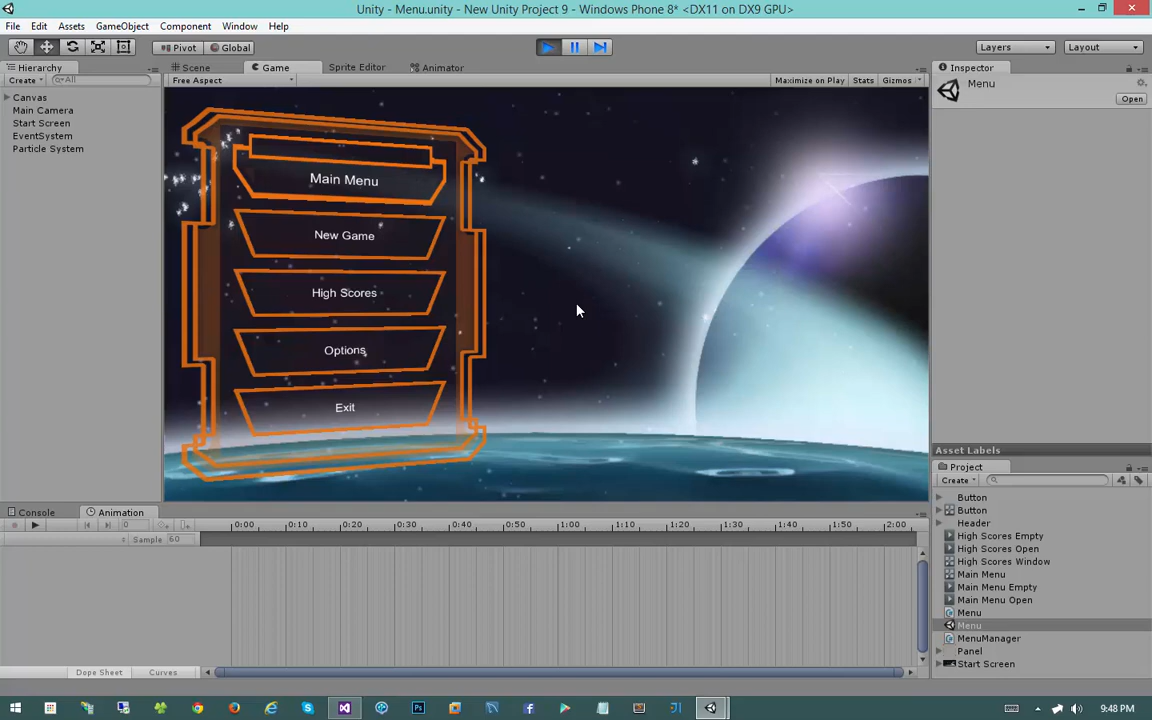 Unity - Menu.unity - New Unity Project 9 - Windows Phone 8* <DX11 on DX9 GPU>
File Edit Assets GameObject Component Window Help
Pivot Global Layers Layout
Hierarchy Scene Game Sprite Editor Animator Inspector
Create All Free Aspect Maximize on Play Stats Gizmos Menu
Open
Canvas
Main Camera
Start Screen
EventSystem
Particle System
Main Menu
New Game
High Scores
Options
Exit
Asset Labels
Project
Create
Button
Button
Header
High Scores Empty
High Scores Open
High Scores Window
Main Menu
Main Menu Empty
Main Menu Open
Menu
Menu
MenuManager
Panel
Start Screen
Console Animation
0 0:00 0:10 0:20 0:30 0:40 0:50 1:00 1:10 1:20 1:30 1:40 1:50 2:00
Sample 60
Dope Sheet Curves
9:48 PM